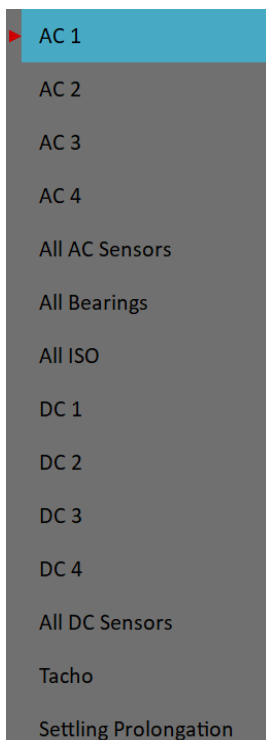 AC 1
AC 2
AC 3
AC 4
All AC Sensors
All Bearings
All ISO
DC 1
DC 2
DC 3
DC 4
All DC Sensors
Tacho
Settling Prolongation